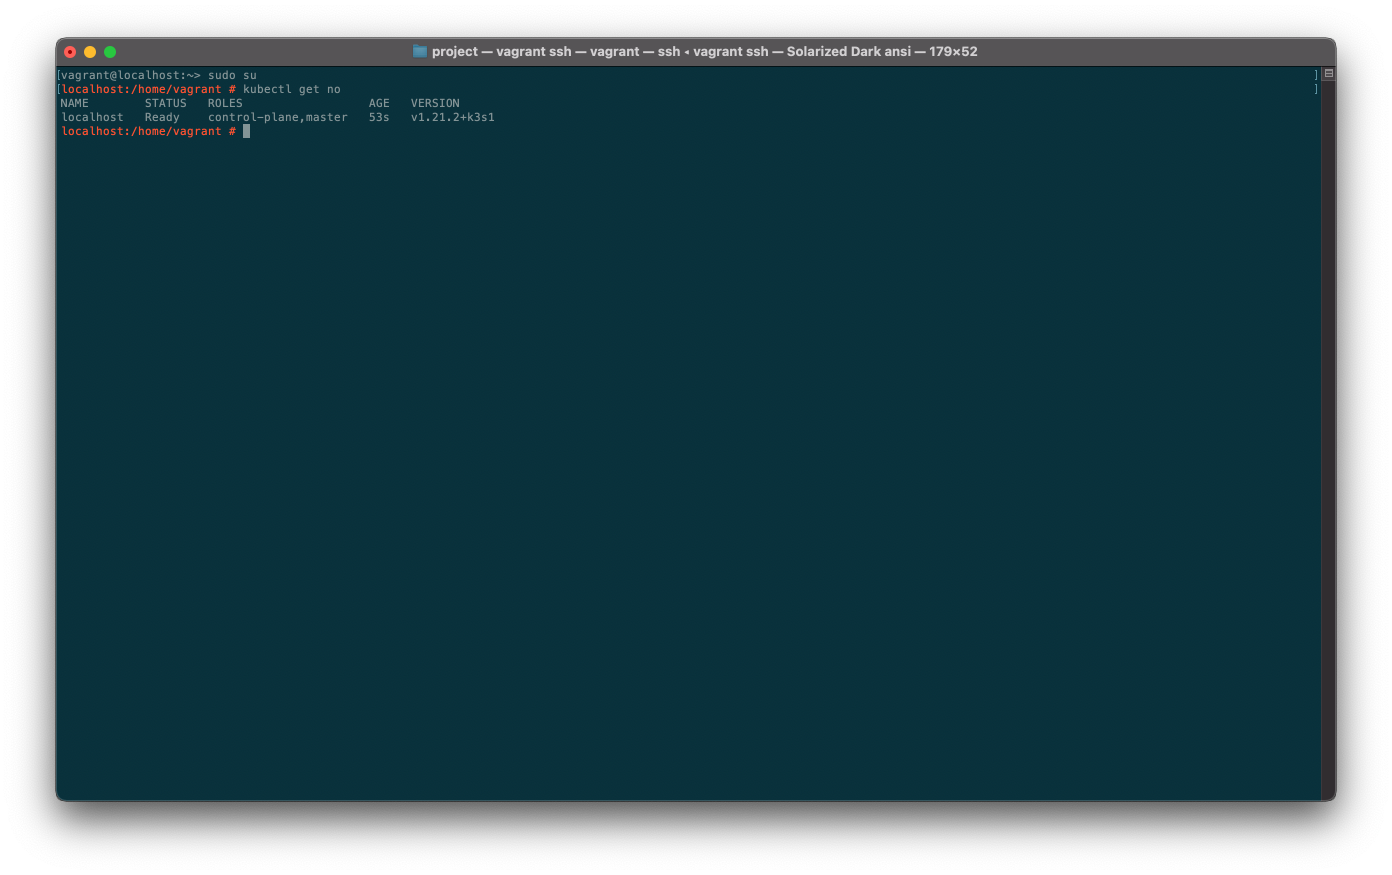 project — vagrant ssh — vagrant — ssh ◂ vagrant ssh — Solarized Dark ansi — 179×52
[vagrant@localhost:~> sudo su ]
[localhost:/home/vagrant # kubectl get no ]
NAME STATUS ROLES AGE VERSION
localhost Ready control-plane,master 53s v1.21.2+k3s1
localhost:/home/vagrant #